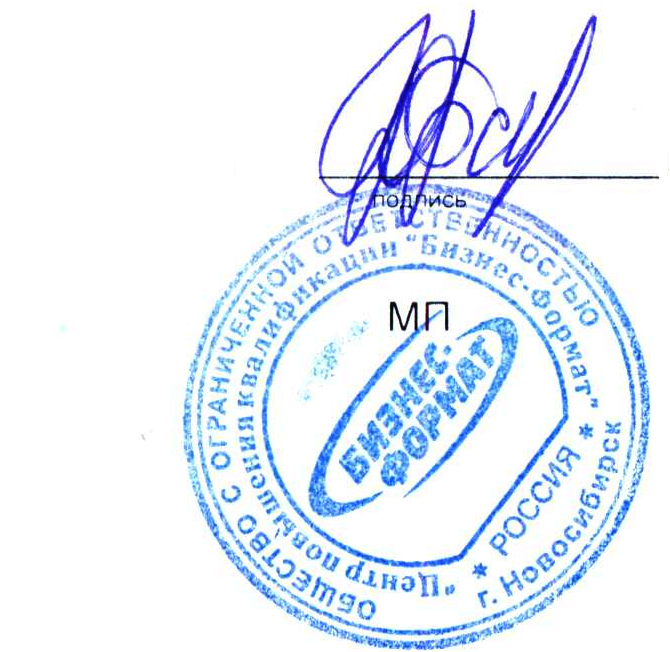 подпись
МП
ОБЩЕСТВО С ОГРАНИЧЕННОЙ ОТВЕТСТВЕННОСТЬЮ
"Центр повышения квалификации "Бизнес-формат"
БИЗНЕС-
ФОРМАТ
* РОССИЯ *
г. Новосибирск